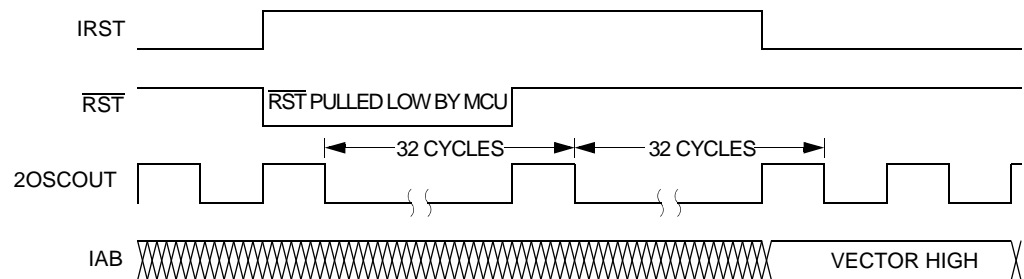 IRST
RST
RST PULLED LOW BY MCU
32 CYCLES
32 CYCLES
2OSCOUT
IAB
VECTOR HIGH